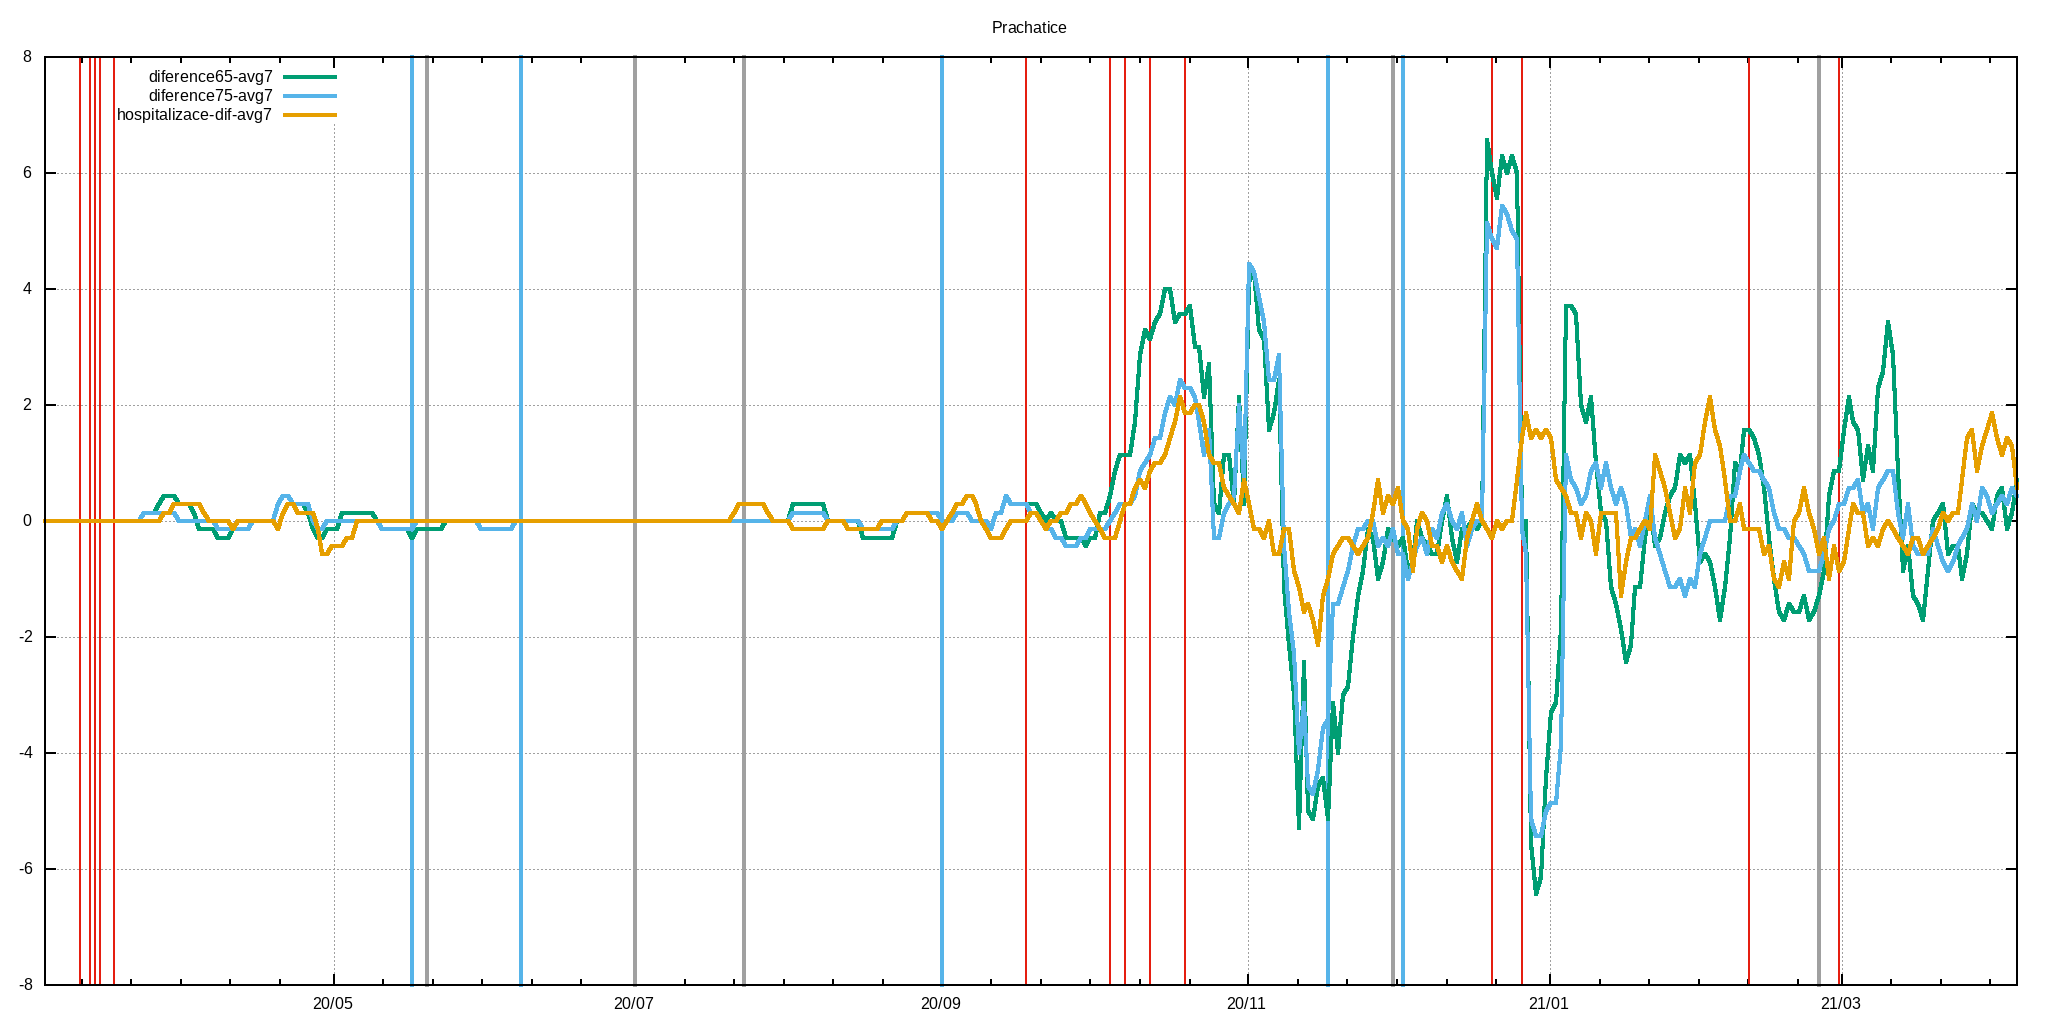 Prachatice
8
diference65-avg7
diference75-avg7
hospitalizace-dif-avg7
6
4
2
0
-2
-4
-6
-8
20/05 20/07 20/09 20/11 21/01 21/03